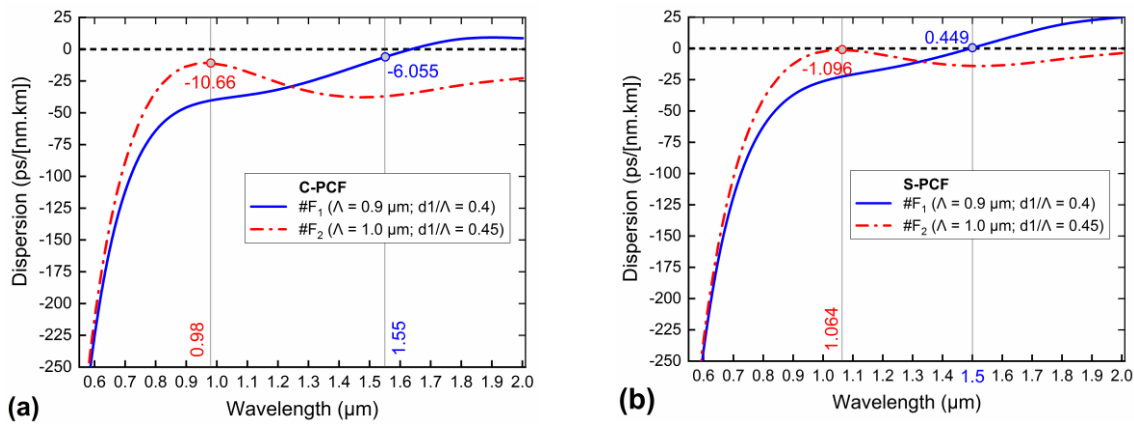 25
0
-25
-50
-75
-100
-125
-150
-175
-200
-225
-250
Dispersion (ps/[nm.km])
-10.66
-6.055
C-PCF
#F1 (Λ = 0.9 µm; d1/Λ = 0.4)
#F2 (Λ = 1.0 µm; d1/Λ = 0.45)
0.98
1.55
0.6 0.7 0.8 0.9 1.0 1.1 1.2 1.3 1.4 1.5 1.6 1.7 1.8 1.9 2.0
Wavelength (µm)
(a)
25
0
-25
-50
-75
-100
-125
-150
-175
-200
-225
-250
Dispersion (ps/[nm.km])
0.449
-1.096
S-PCF
#F1 (Λ = 0.9 µm; d1/Λ = 0.4)
#F2 (Λ = 1.0 µm; d1/Λ = 0.45)
1.064
0.6 0.7 0.8 0.9 1.0 1.1 1.2 1.3 1.4 1.5 1.6 1.7 1.8 1.9 2.0
Wavelength (µm)
(b)